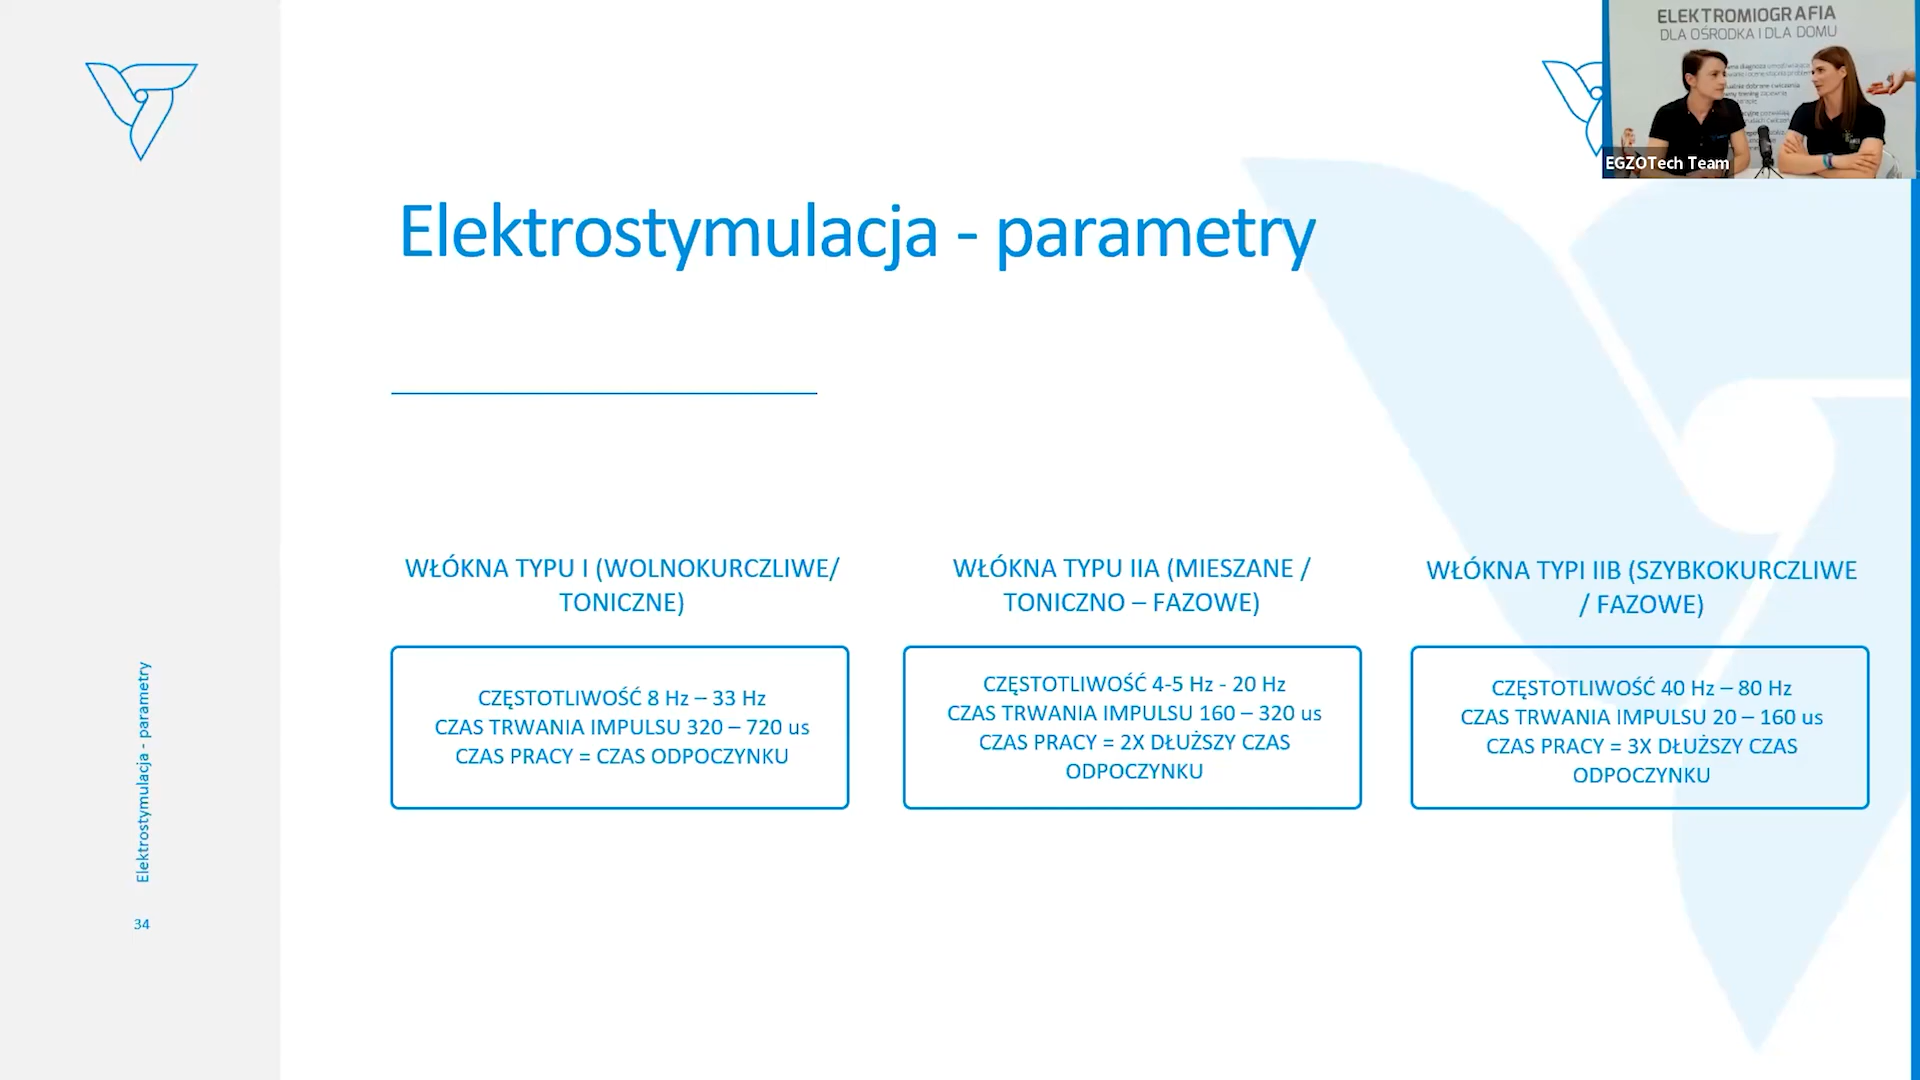 ELEKTROMIOGRAFIA
DLA OŚRODKA I DLA DOMU
EGZOTech Team
Elektrostymulacja - parametry
WŁÓKNA TYPU I (WOLNOKURCZLIWE/
TONICZNE)
CZĘSTOTLIWOŚĆ 8 Hz – 33 Hz
CZAS TRWANIA IMPULSU 320 – 720 us
CZAS PRACY = CZAS ODPOCZYNKU
WŁÓKNA TYPU IIA (MIESZANE /
TONICZNO – FAZOWE)
CZĘSTOTLIWOŚĆ 4-5 Hz - 20 Hz
CZAS TRWANIA IMPULSU 160 – 320 us
CZAS PRACY = 2X DŁUŻSZY CZAS
ODPOCZYNKU
WŁÓKNA TYPI IIB (SZYBKOKURCZLIWE
/ FAZOWE)
CZĘSTOTLIWOŚĆ 40 Hz – 80 Hz
CZAS TRWANIA IMPULSU 20 – 160 us
CZAS PRACY = 3X DŁUŻSZY CZAS
ODPOCZYNKU
Elektrostymulacja - parametry
34